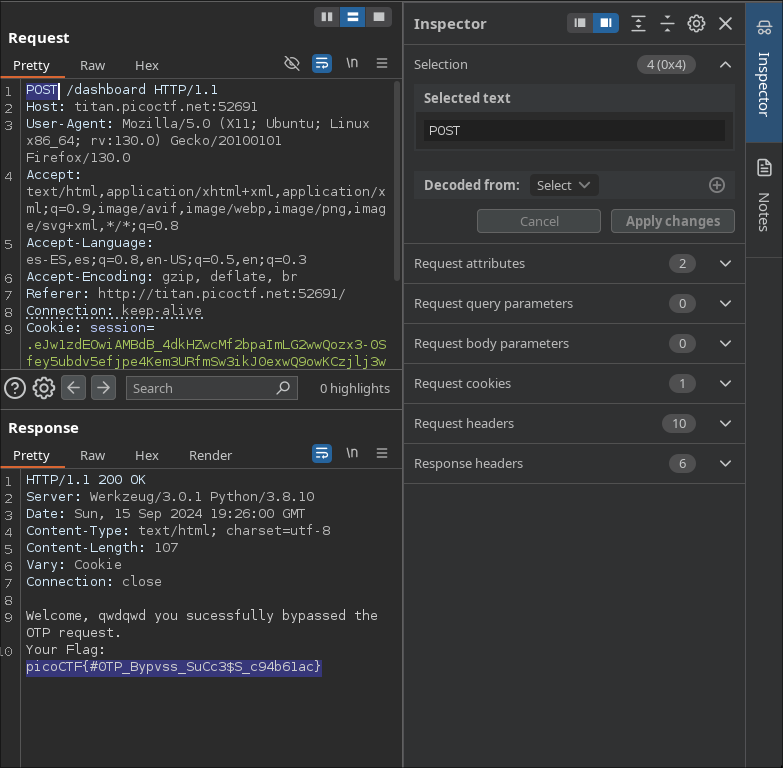 Request
Pretty Raw Hex \n
1 POST /dashboard HTTP/1.1
2 Host: titan.picoctf.net:52691
3 User-Agent: Mozilla/5.0 (X11; Ubuntu; Linux
x86_64; rv:130.0) Gecko/20100101
Firefox/130.0
4 Accept:
text/html,application/xhtml+xml,application/x
ml;q=0.9,image/avif,image/webp,image/png,imag
e/svg+xml,*/*;q=0.8
5 Accept-Language:
es-ES,es;q=0.8,en-US;q=0.5,en;q=0.3
6 Accept-Encoding: gzip, deflate, br
7 Referer: http://titan.picoctf.net:52691/
8 Connection: keep-alive
9 Cookie: session=
.eJw1zdEOwiAMBdB_4dkHZwcMf2bpaImLG2wwQozx3-0S
fey5ubdv5efjpe4Kem3URfmSw3ikJ0exwQ9owKCzjlj3w
Search 0 highlights
Response
Pretty Raw Hex Render \n
1 HTTP/1.1 200 OK
2 Server: Werkzeug/3.0.1 Python/3.8.10
3 Date: Sun, 15 Sep 2024 19:26:00 GMT
4 Content-Type: text/html; charset=utf-8
5 Content-Length: 107
6 Vary: Cookie
7 Connection: close
8
9 Welcome, qwdqwd you sucessfully bypassed the
OTP request.
10 Your Flag:
picoCTF{#OTP_Bypvss_SuCc3$S_c94b61ac}
Inspector
Selection 4 (0x4)
Selected text
POST
Decoded from: Select
Cancel Apply changes
Request attributes 2
Request query parameters 0
Request body parameters 0
Request cookies 1
Request headers 10
Response headers 6
Inspector
Notes